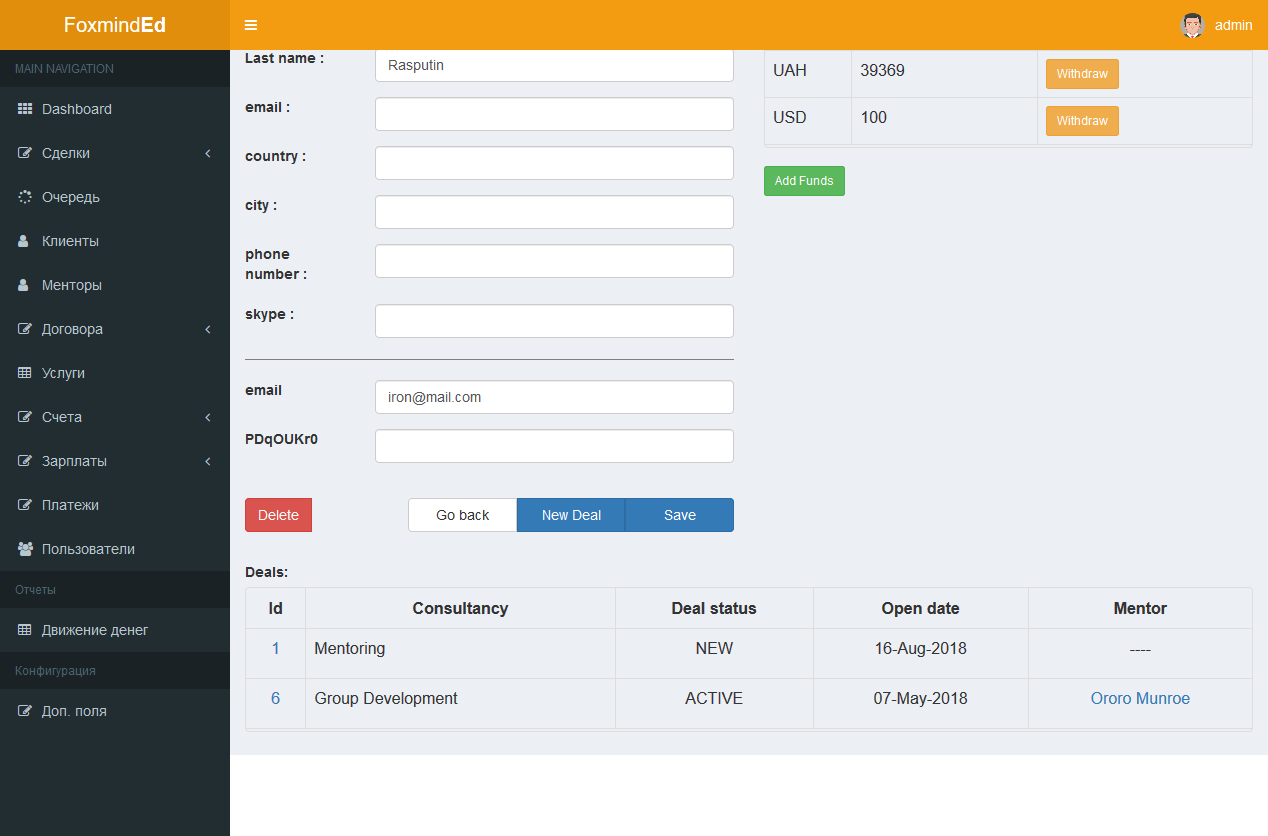 FoxmindEd
admin
MAIN NAVIGATION
Dashboard
Сделки
Очередь
Клиенты
Менторы
Договора
Услуги
Счета
Зарплаты
Платежи
Пользователи
Отчеты
Движение денег
Конфигурация
Доп. поля
Last name : Rasputin
email :
country :
city :
phone
number :
skype :
email iron@mail.com
PDqOUKr0
UAH 39369 Withdraw
USD 100 Withdraw
Add Funds
Delete Go back New Deal Save
Deals:
Id Consultancy Deal status Open date Mentor
1 Mentoring NEW 16-Aug-2018 ----
6 Group Development ACTIVE 07-May-2018 Ororo Munroe